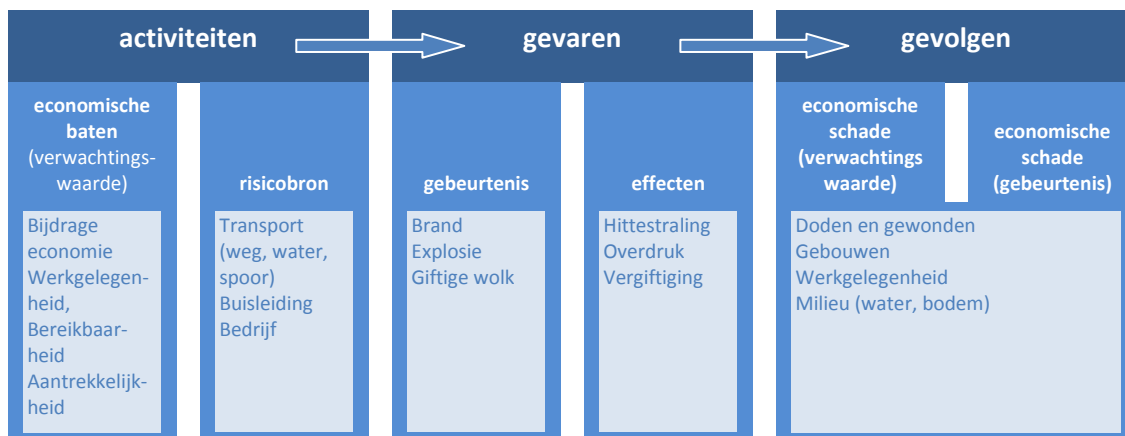 activiteiten
gevaren
gevolgen
economische
baten
(verwachtings-
waarde)
risicobron
gebeurtenis
effecten
economische
schade
(verwachtings
waarde)
economische
schade
(gebeurtenis)
Bijdrage
economie
Werkgelegen-
heid,
Bereikbaar-
heid
Aantrekkelijk-
heid
Transport
(weg, water,
spoor)
Buisleiding
Bedrijf
Brand
Explosie
Giftige wolk
Hittestraling
Overdruk
Vergiftiging
Doden en gewonden
Gebouwen
Werkgelegenheid
Milieu (water, bodem)